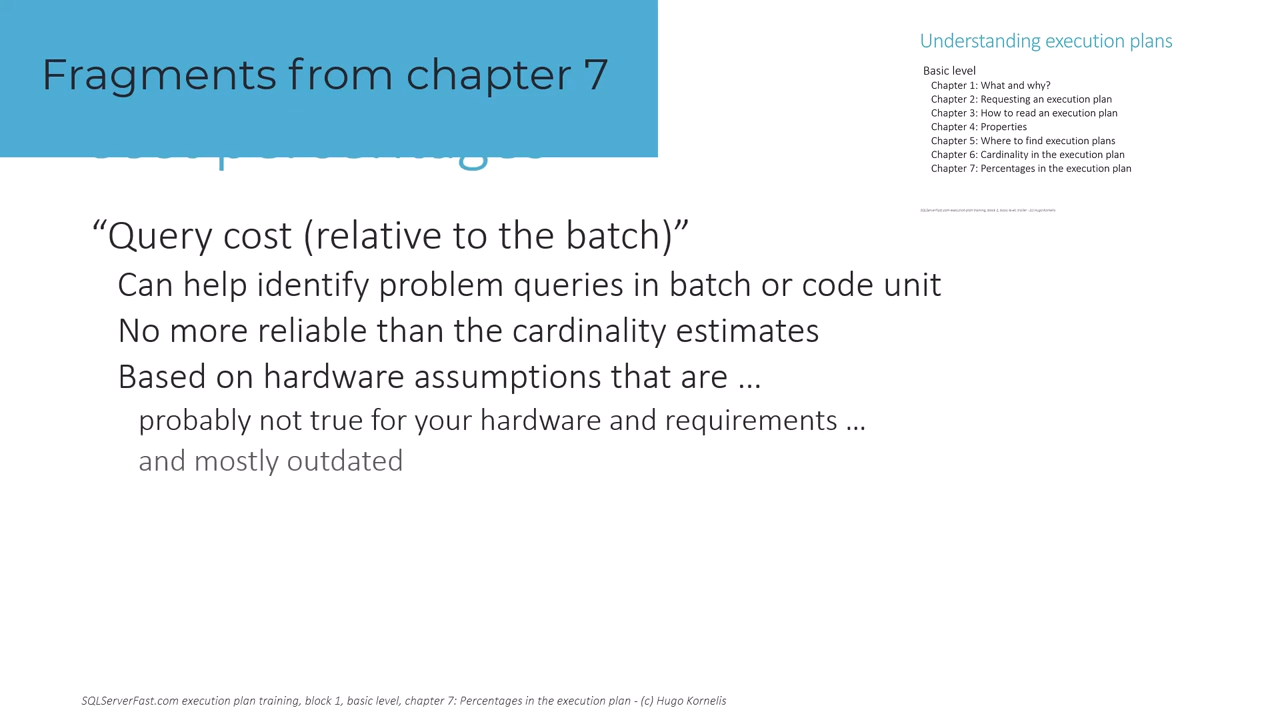 Fragments from chapter 7
percentages
“Query cost (relative to the batch)”
Can help identify problem queries in batch or code unit
No more reliable than the cardinality estimates
Based on hardware assumptions that are ...
probably not true for your hardware and requirements ...
and mostly outdated
Understanding execution plans
Basic level
Chapter 1: What and why?
Chapter 2: Requesting an execution plan
Chapter 3: How to read an execution plan
Chapter 4: Properties
Chapter 5: Where to find execution plans
Chapter 6: Cardinality in the execution plan
Chapter 7: Percentages in the execution plan
SQLServerFast.com execution plan training, block 1, basic level, chapter 7: Percentages in the execution plan - (c) Hugo Kornelis